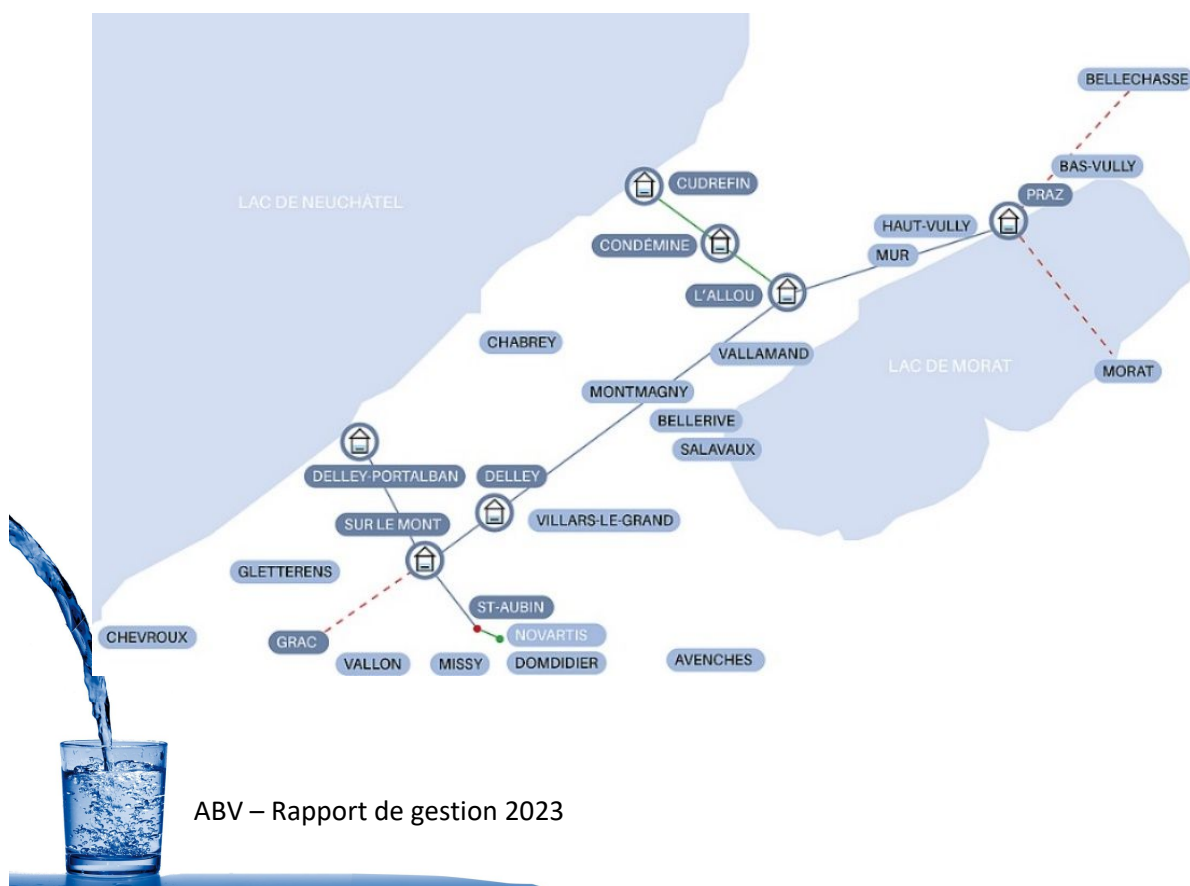 BELLECHASSE
BAS-VULLY
CUDREFIN
PRAZ
LAC DE NEUCHÂTEL
HAUT-VULLY
CONDÉMINE
MUR
L'ALLOU
CHABREY
VALLAMAND
LAC DE MORAT
MORAT
MONTMAGNY
BELLERIVE
SALAVAUX
DELLEY-PORTALBAN
DELLEY
SUR LE MONT
VILLARS-LE-GRAND
GLETTERENS
ST-AUBIN
CHEVROUX
GRAC
NOVARTIS
VALLON
MISSY
DOMDIDIER
AVENCHES
ABV – Rapport de gestion 2023